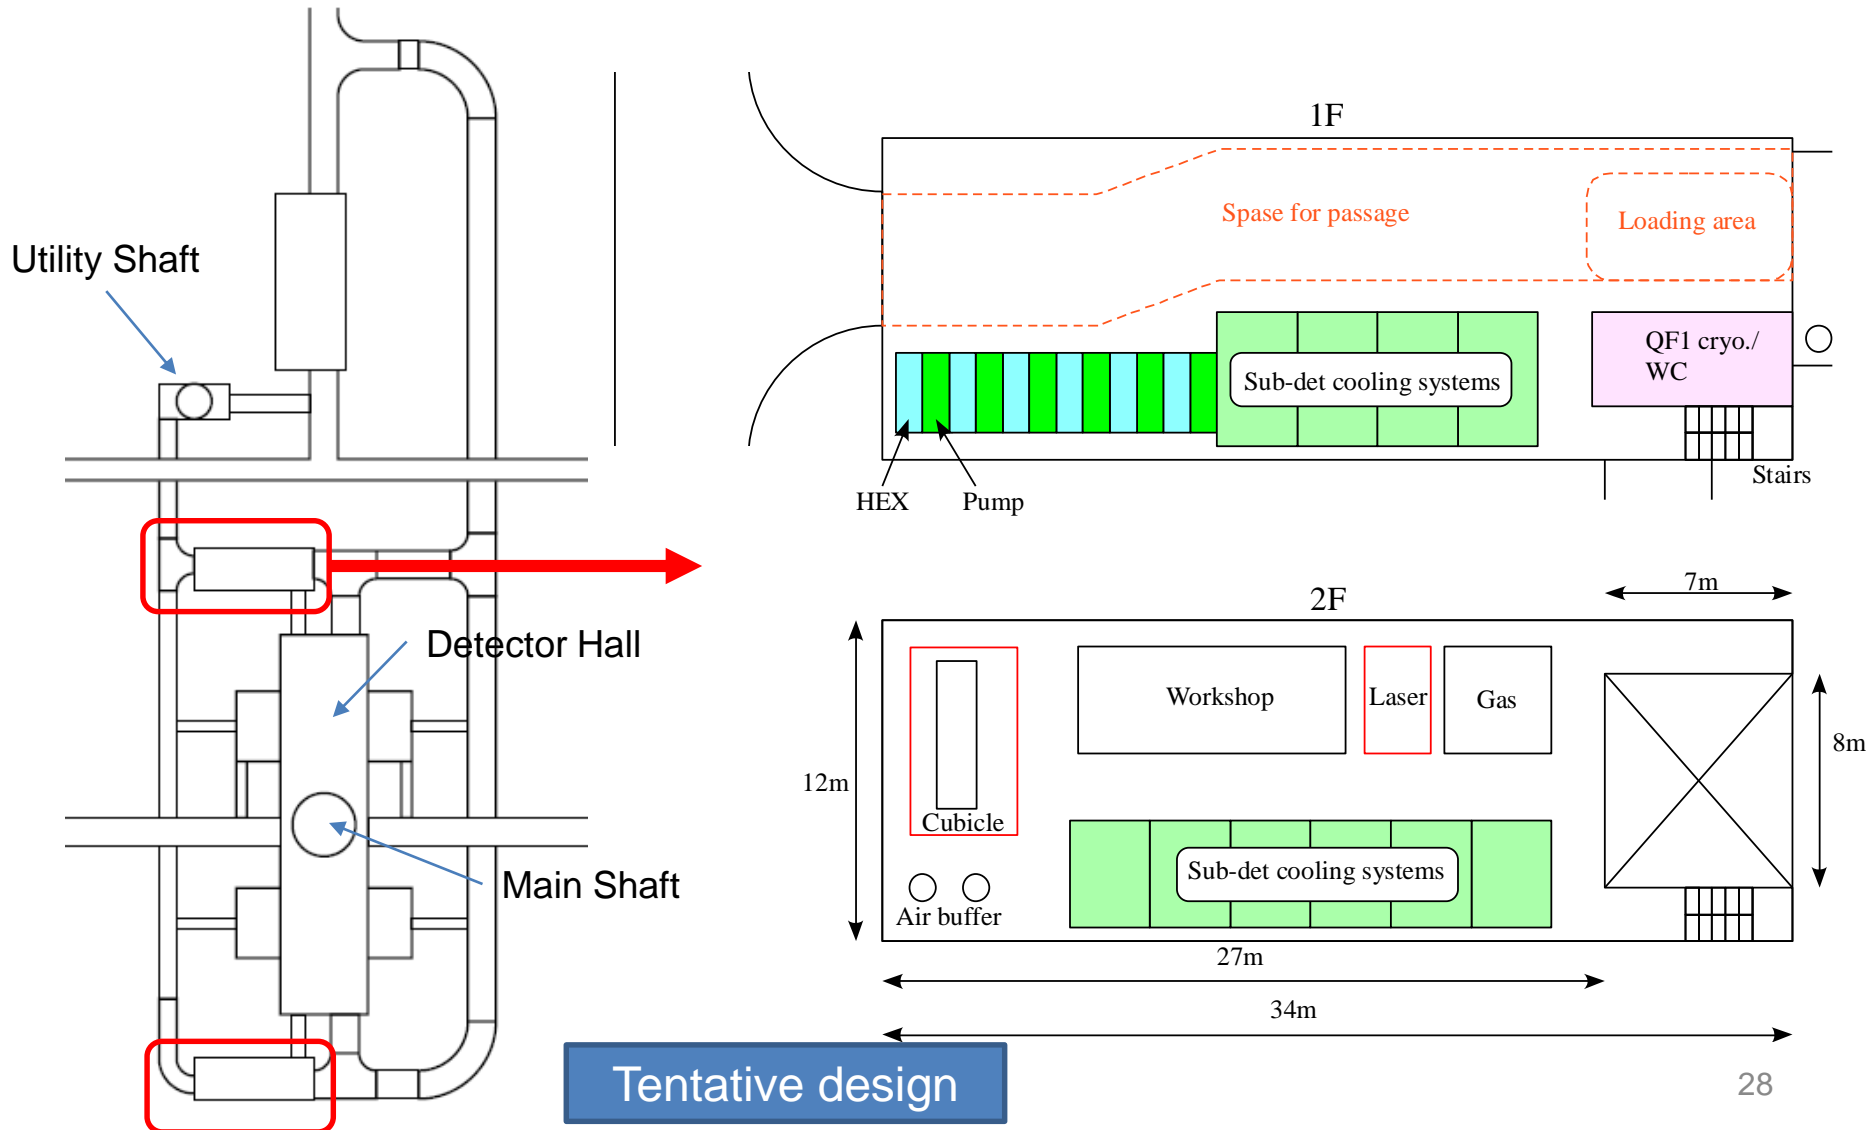 Utility Shaft
Detector Hall
Main Shaft
1F
Spase for passage
Loading area
QF1 cryo./
WC
Sub-det cooling systems
HEX
Pump
Stairs
2F
7m
Workshop
Laser
Gas
8m
12m
Cubicle
Sub-det cooling systems
Air buffer
27m
34m
Tentative design
28